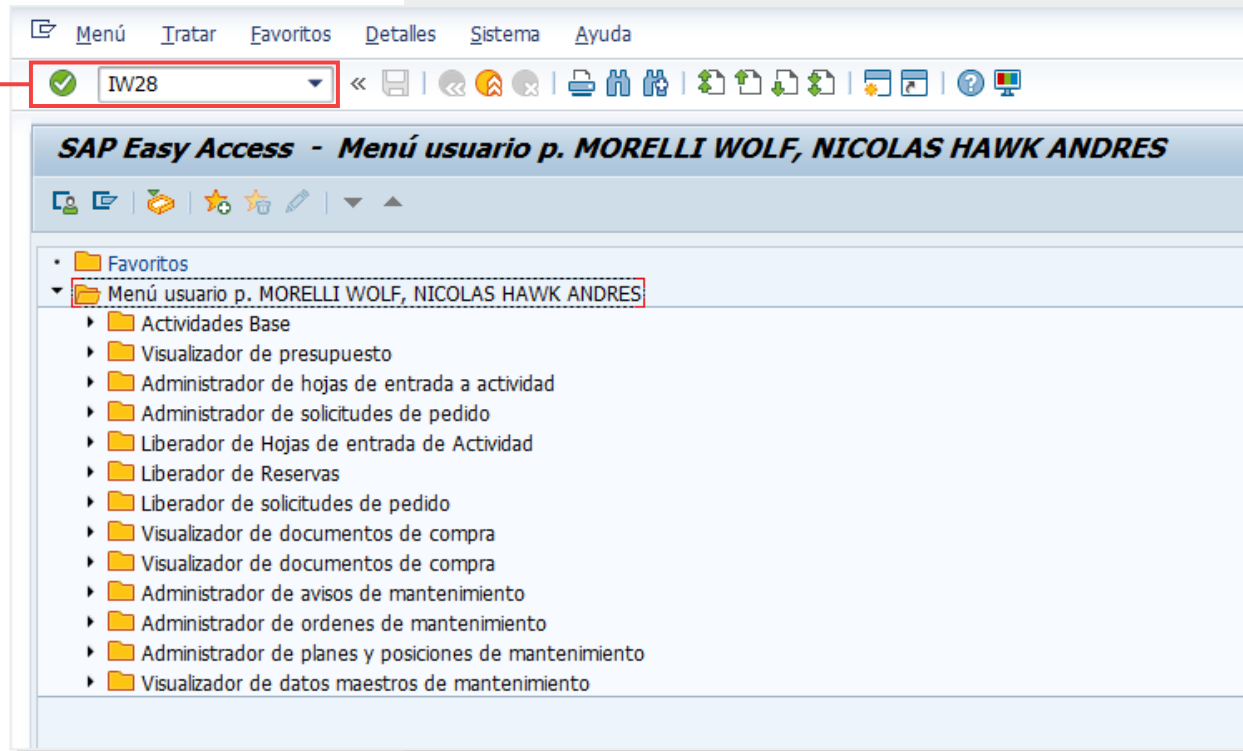 Menú Tratar Favoritos Detalles Sistema Ayuda
IW28
SAP Easy Access - Menú usuario p. MORELLI WOLF, NICOLAS HAWK ANDRES
Favoritos
Menú usuario p. MORELLI WOLF, NICOLAS HAWK ANDRES
Actividades Base
Visualizador de presupuesto
Administrador de hojas de entrada a actividad
Administrador de solicitudes de pedido
Liberador de Hojas de entrada de Actividad
Liberador de Reservas
Liberador de solicitudes de pedido
Visualizador de documentos de compra
Visualizador de documentos de compra
Administrador de avisos de mantenimiento
Administrador de ordenes de mantenimiento
Administrador de planes y posiciones de mantenimiento
Visualizador de datos maestros de mantenimiento